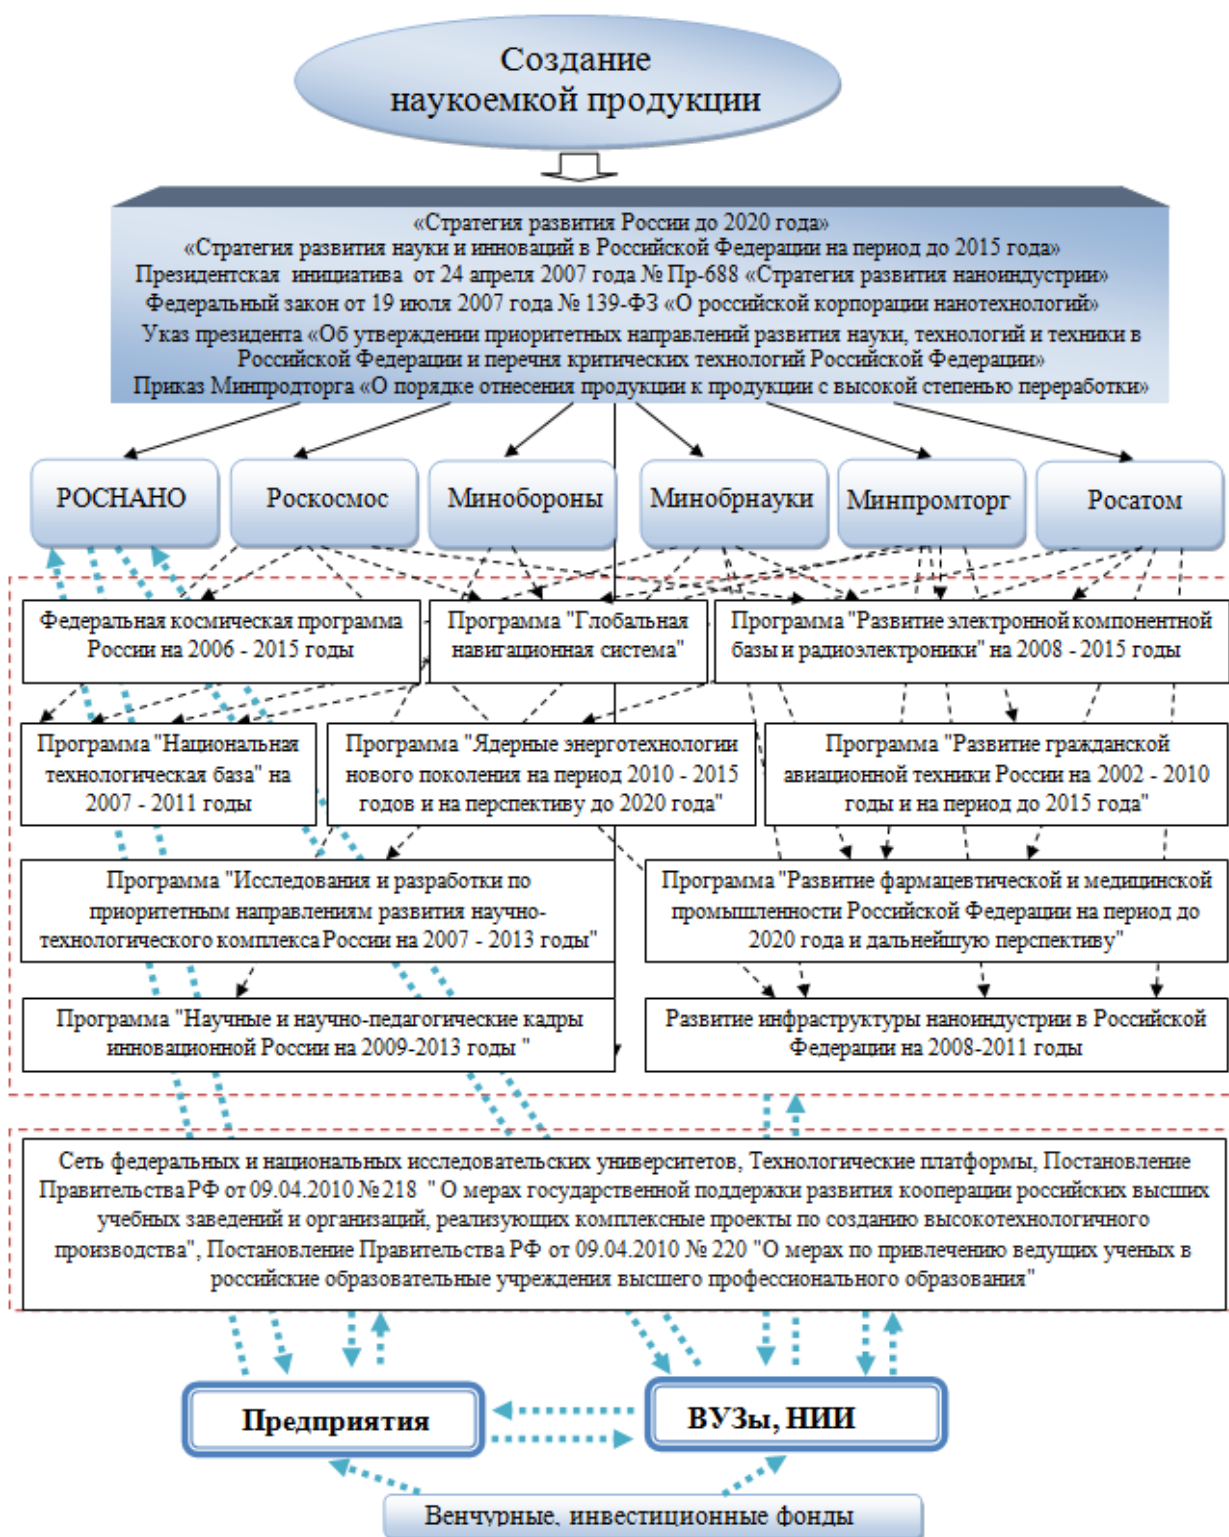 Создание
наукоемкой продукции
«Стратегия развития России до 2020 года»
«Стратегия развития науки и инноваций в Российской Федерации на период до 2015 года»
Президентская инициатива от 24 апреля 2007 года № Пр-688 «Стратегия развития наноиндустрии»
Федеральный закон от 19 июля 2007 года № 139-ФЗ «О российской корпорации нанотехнологий»
Указ президента «Об утверждении приоритетных направлений развития науки, технологий и техники в
Российской Федерации и перечня критических технологий Российской Федерации»
Приказ Минпродторга «О порядке отнесения продукции к продукции с высокой степенью переработки»
РОСНАНО
Роскосмос
Минобороны
Минобрнауки
Минпромторг
Росатом
Федеральная космическая программа
России на 2006 - 2015 годы
Программа "Глобальная
навигационная система"
Программа "Развитие электронной компонентной
базы и радиоэлектроники" на 2008 - 2015 годы
Программа "Национальная
технологическая база" на
2007 - 2011 годы
Программа "Ядерные энерготехнологии
нового поколения на период 2010 - 2015
годов и на перспективу до 2020 года"
Программа "Развитие гражданской
авиационной техники России на 2002 - 2010
годы и на период до 2015 года"
Программа "Исследования и разработки по
приоритетным направлениям развития научно-
технологического комплекса России на 2007 - 2013 годы"
Программа "Развитие фармацевтической и медицинской
промышленности Российской Федерации на период до
2020 года и дальнейшую перспективу"
Программа "Научные и научно-педагогические кадры
инновационной России на 2009-2013 годы "
Развитие инфраструктуры наноиндустрии в Российской
Федерации на 2008-2011 годы
Сеть федеральных и национальных исследовательских университетов, Технологические платформы, Постановление
Правительства РФ от 09.04.2010 № 218 " О мерах государственной поддержки развития кооперации российских высших
учебных заведений и организаций, реализующих комплексные проекты по созданию высокотехнологичного
производства", Постановление Правительства РФ от 09.04.2010 № 220 "О мерах по привлечению ведущих ученых в
российские образовательные учреждения высшего профессионального образования"
Предприятия
ВУЗы, НИИ
Венчурные, инвестиционные фонды